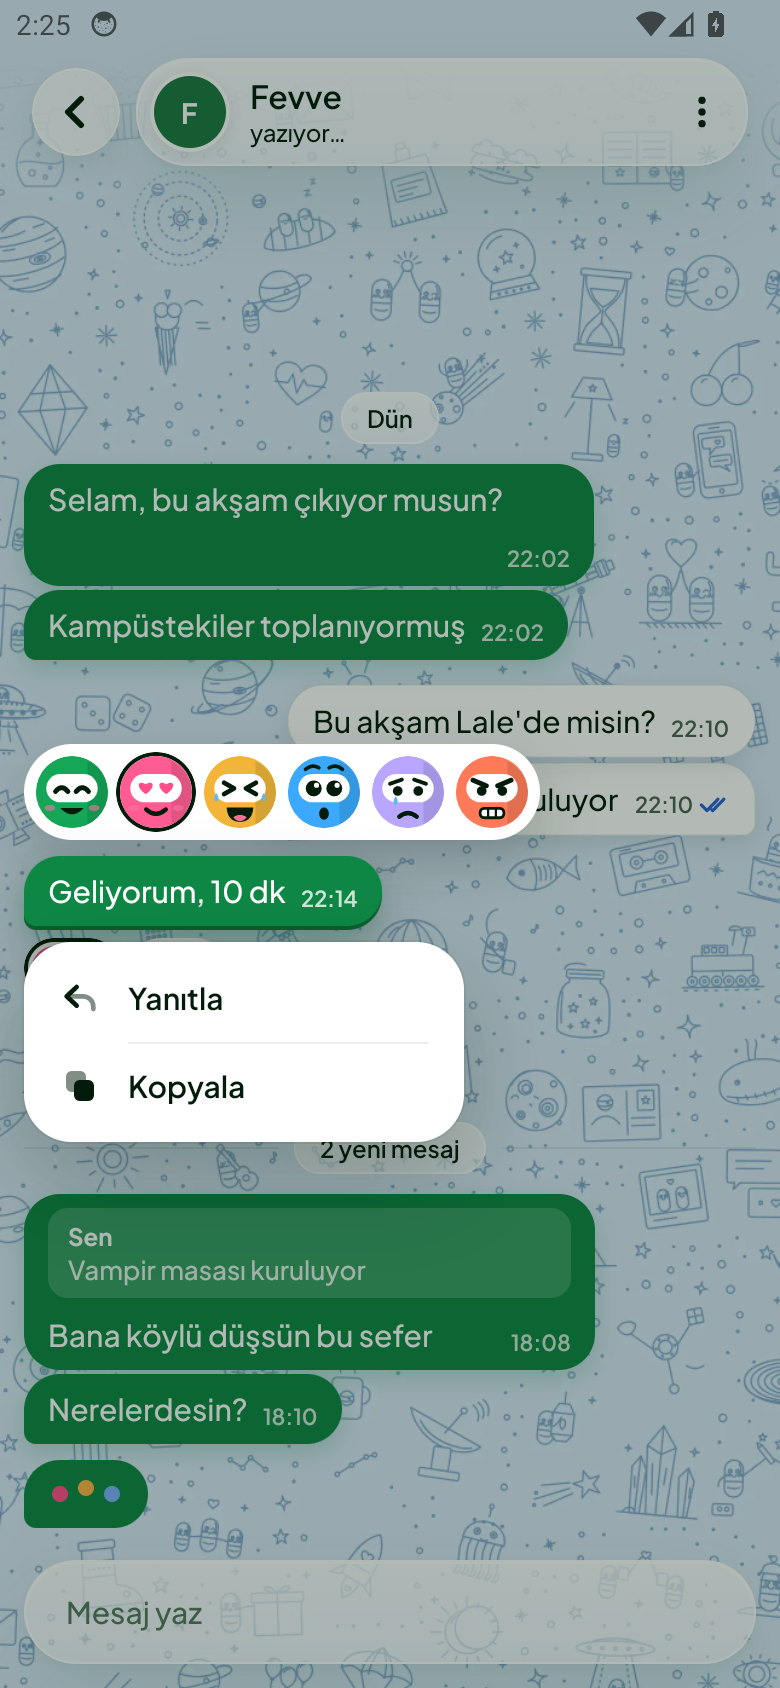 2:25
F
Fevve
yazıyor...
Dün
Selam, bu akşam çıkıyor musun?
22:02
Kampüstekiler toplanıyormuş 22:02
Bu akşam Lale'de misin? 22:10
uluyor 22:10
Geliyorum, 10 dk 22:14
Yanıtla
Kopyala
2 yeni mesaj
Sen
Vampir masası kuruluyor
Bana köylü düşsün bu sefer 18:08
Nerelerdesin? 18:10
Mesaj yaz